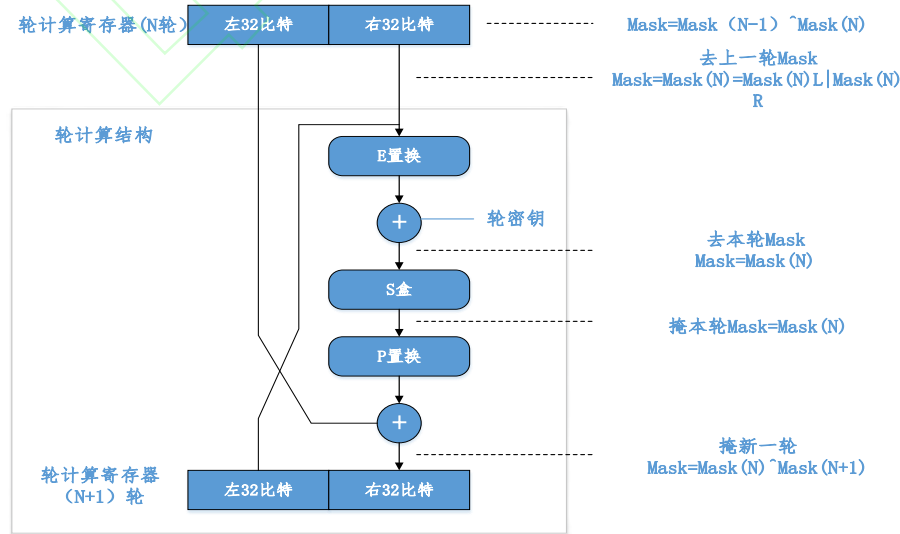 轮计算寄存器(N轮)
左32比特
右32比特
Mask=Mask（N-1）^Mask(N)
去上一轮Mask
Mask=Mask(N)=Mask(N)L|Mask(N)
R
轮计算结构
E置换
+
轮密钥
去本轮Mask
Mask=Mask(N)
S盒
掩本轮Mask=Mask(N)
P置换
+
掩新一轮
Mask=Mask(N)^Mask(N+1)
轮计算寄存器
（N+1）轮
左32比特
右32比特